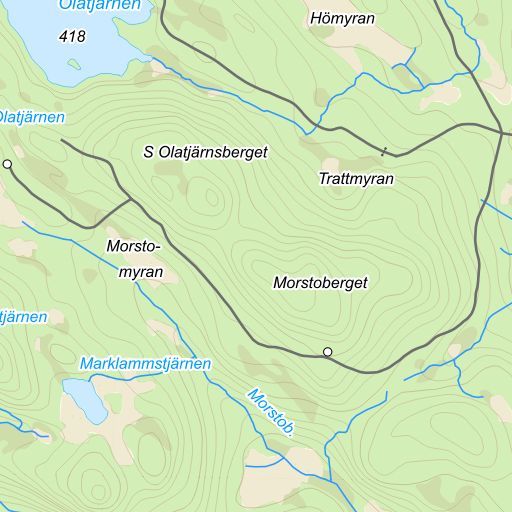 Olatjärnen
418
Hömyran
Olatjärnen
S Olatjärnsberget
Trattmyran
Morsto-
myran
Morstoberget
tjärnen
Marklammstjärnen
Morstob.